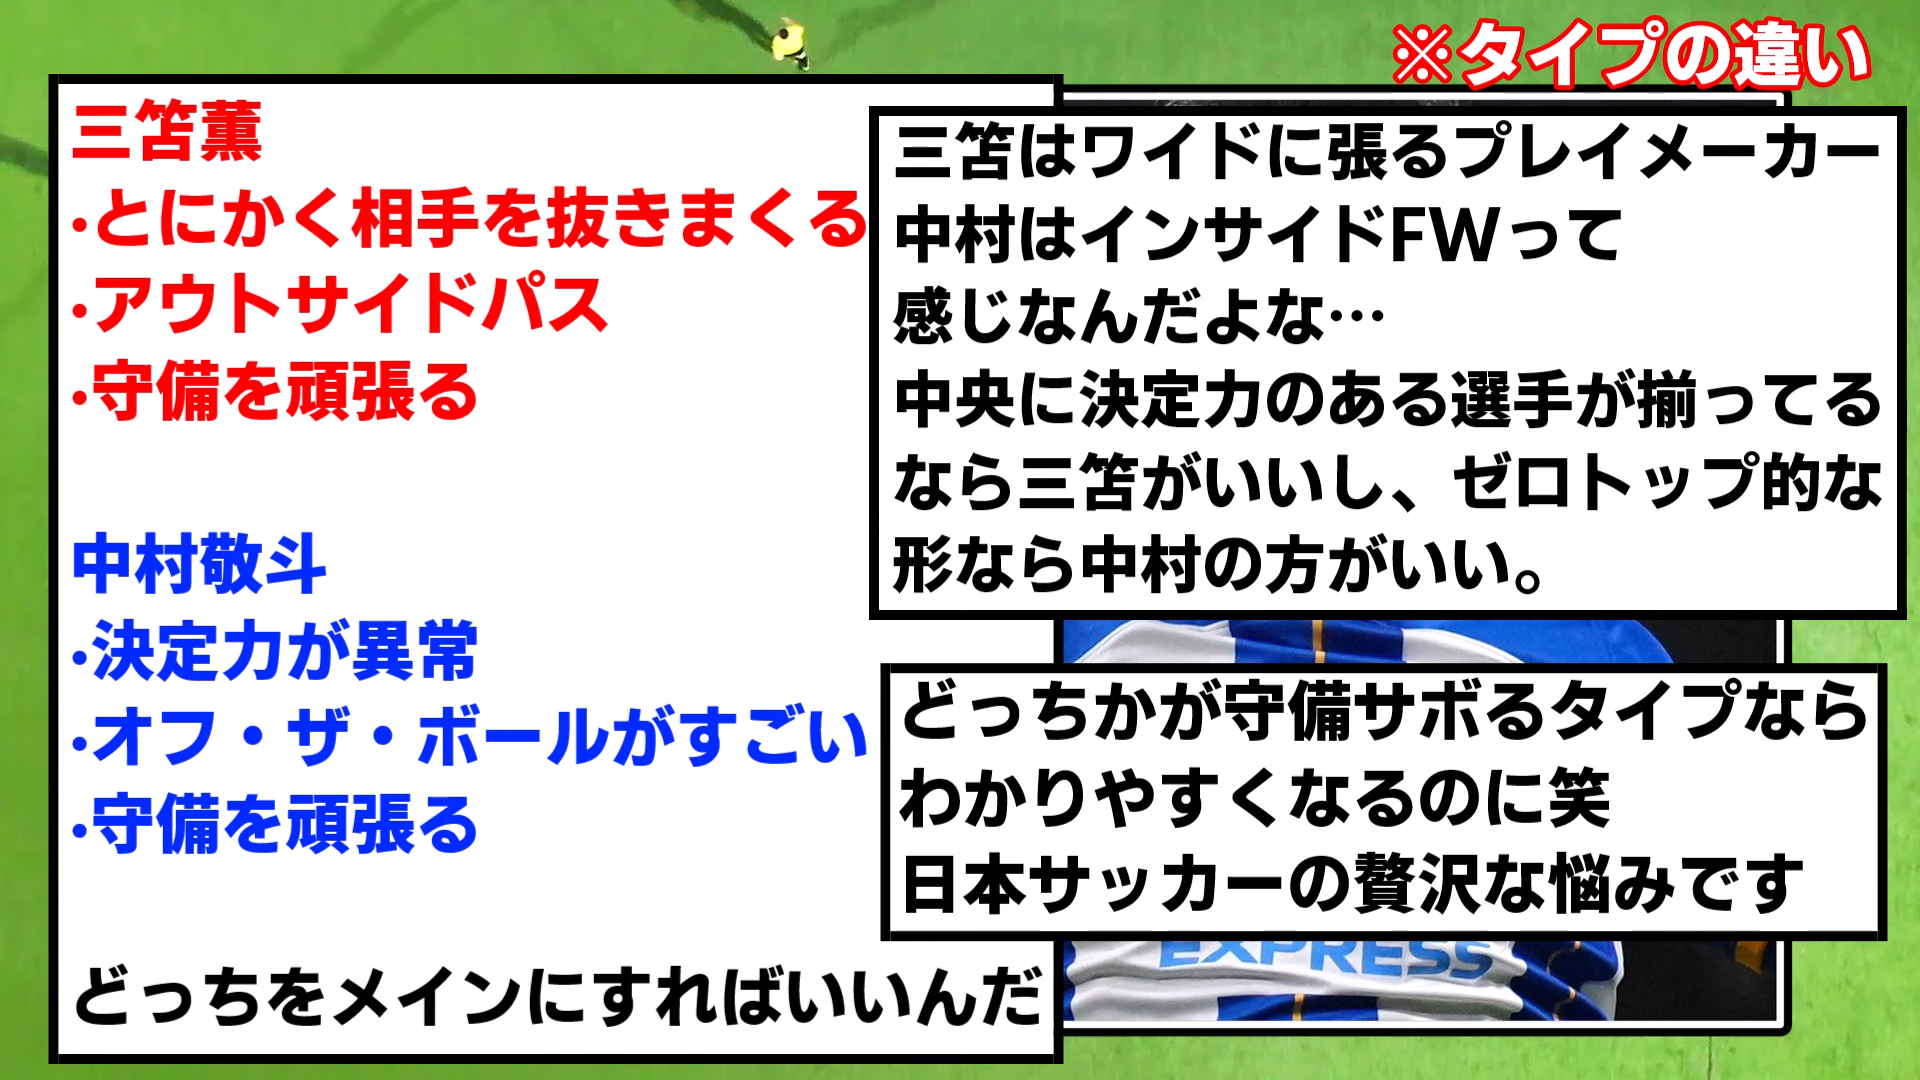 ※タイプの違い
三笘薫
・とにかく相手を抜きまくる
・アウトサイドパス
・守備を頑張る
中村敬斗
・決定力が異常
・オフ・ザ・ボールがすごい
・守備を頑張る
どっちをメインにすればいいんだ
三笘はワイドに張るプレイメーカー
中村はインサイドFWって
感じなんだよな…
中央に決定力のある選手が揃ってる
なら三笘がいいし、ゼロトップ的な
形なら中村の方がいい。
どっちかが守備サボるタイプなら
わかりやすくなるのに笑
日本サッカーの贅沢な悩みです
EXPRESS